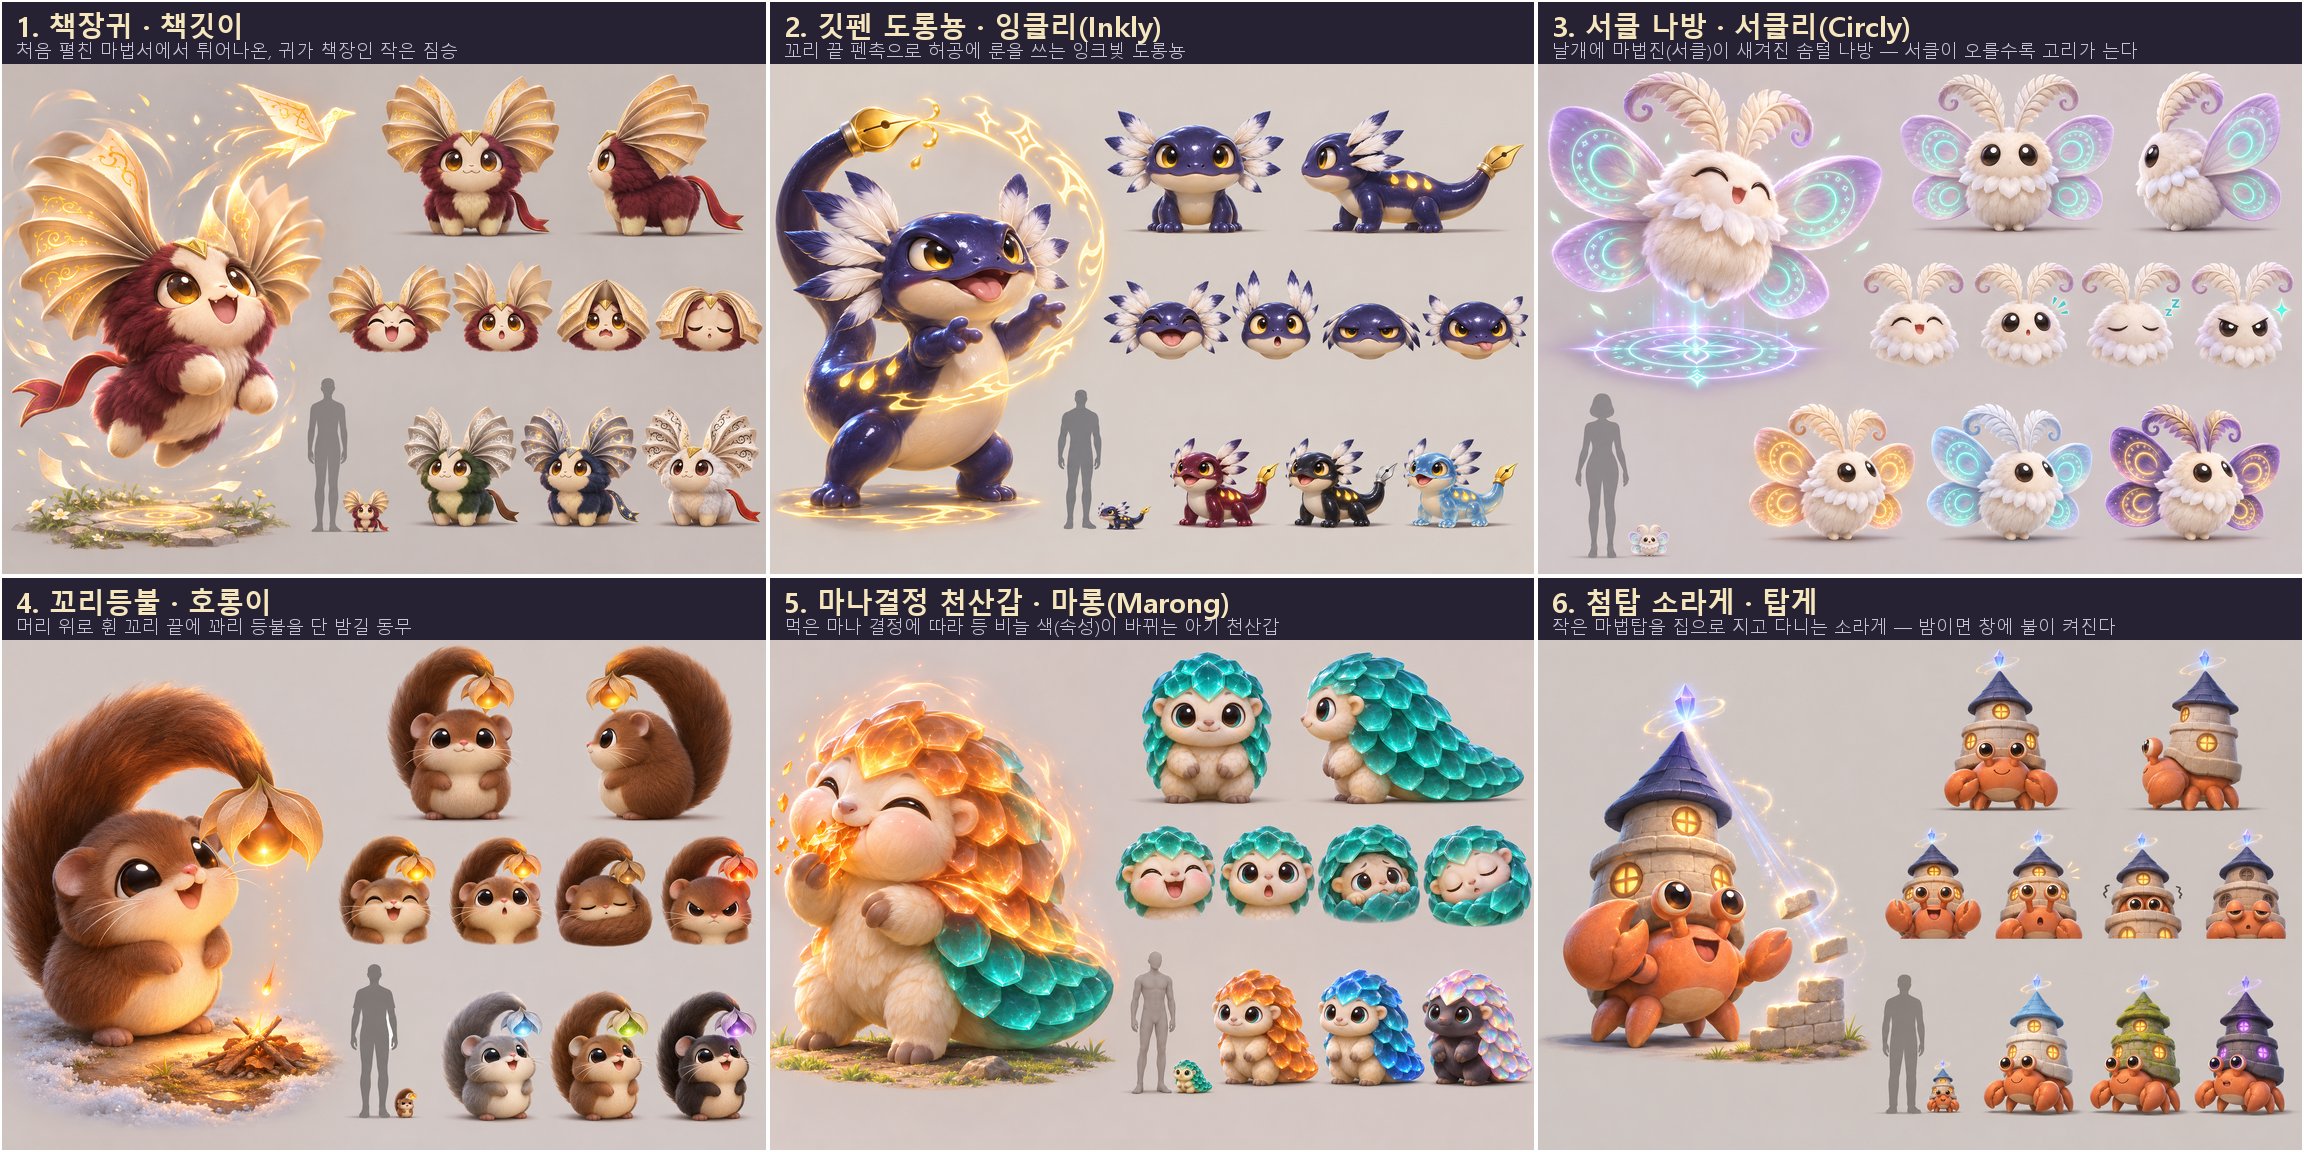 1. 책장귀 · 책깃이
처음 펼친 마법서에서 튀어나온, 귀가 책장인 작은 짐승
2. 깃펜 도롱뇽 · 잉클리(Inkly)
꼬리 끝 펜촉으로 허공에 룬을 쓰는 잉크빛 도롱뇽
3. 서클 나방 · 서클리(Circly)
날개에 마법진(서클)이 새겨진 솜털 나방 — 서클이 오를수록 고리가 는다
z
z
4. 꼬리등불 · 호롱이
머리 위로 휜 꼬리 끝에 꽈리 등불을 단 밤길 동무
5. 마나결정 천산갑 · 마롱(Marong)
먹은 마나 결정에 따라 등 비늘 색(속성)이 바뀌는 아기 천산갑
6. 첨탑 소라게 · 탑게
작은 마법탑을 집으로 지고 다니는 소라게 — 밤이면 창에 불이 켜진다